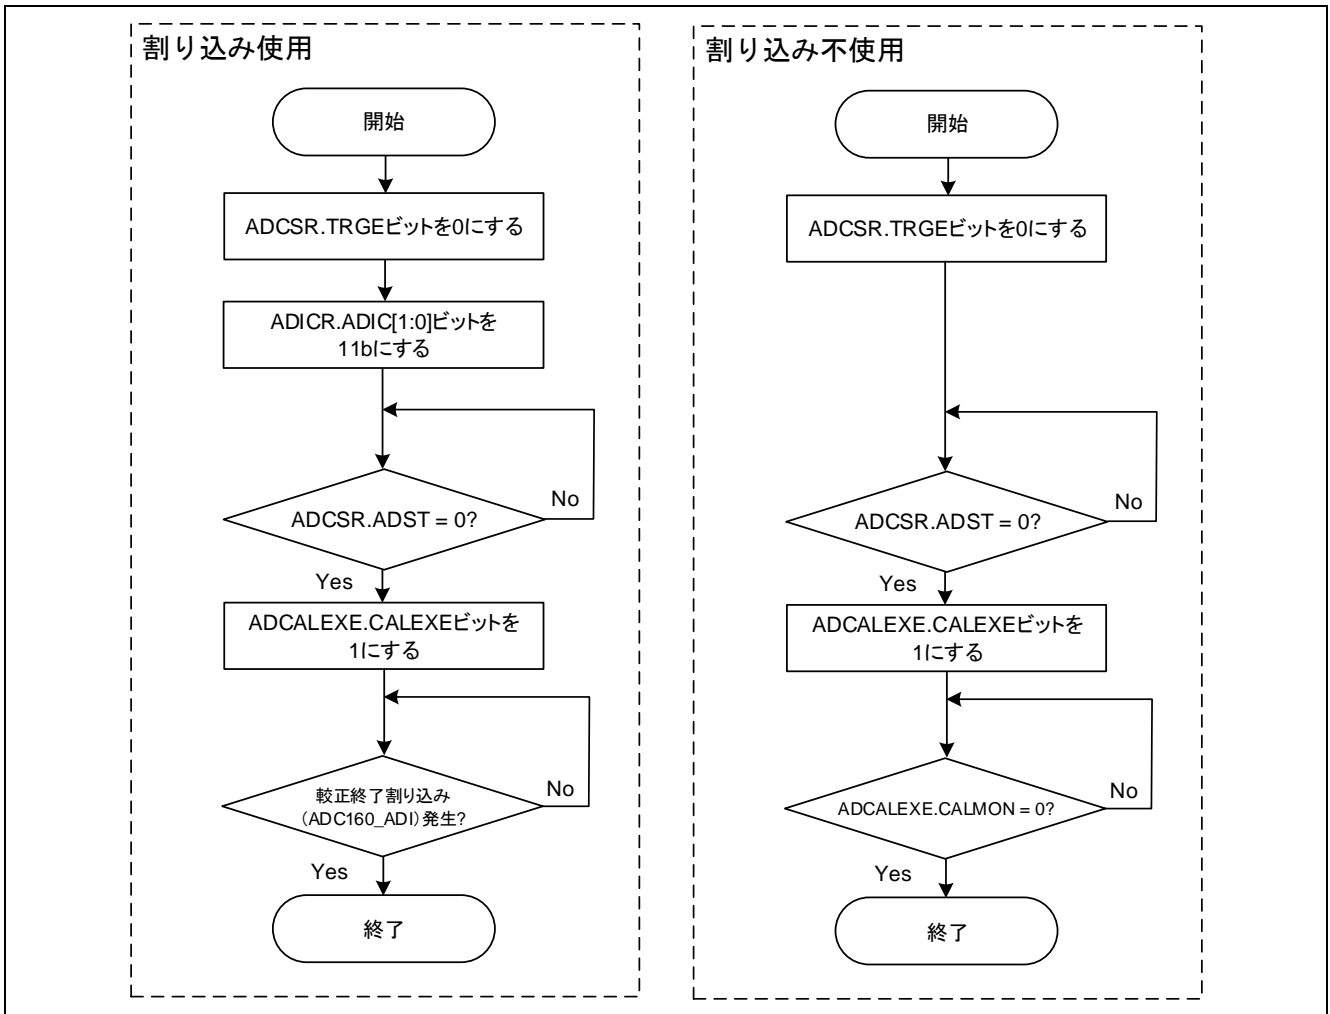 割り込み使用
開始
ADCSR.TRGEビットを0にする
ADICR.ADIC[1:0]ビットを
11bにする
ADCSR.ADST = 0?
No
Yes
ADCALEXE.CALEXEビットを
1にする
較正終了割り込み
（ADC160_ADI）発生?
No
Yes
終了
割り込み不使用
開始
ADCSR.TRGEビットを0にする
ADCSR.ADST = 0?
No
Yes
ADCALEXE.CALEXEビットを
1にする
ADCALEXE.CALMON = 0?
No
Yes
終了